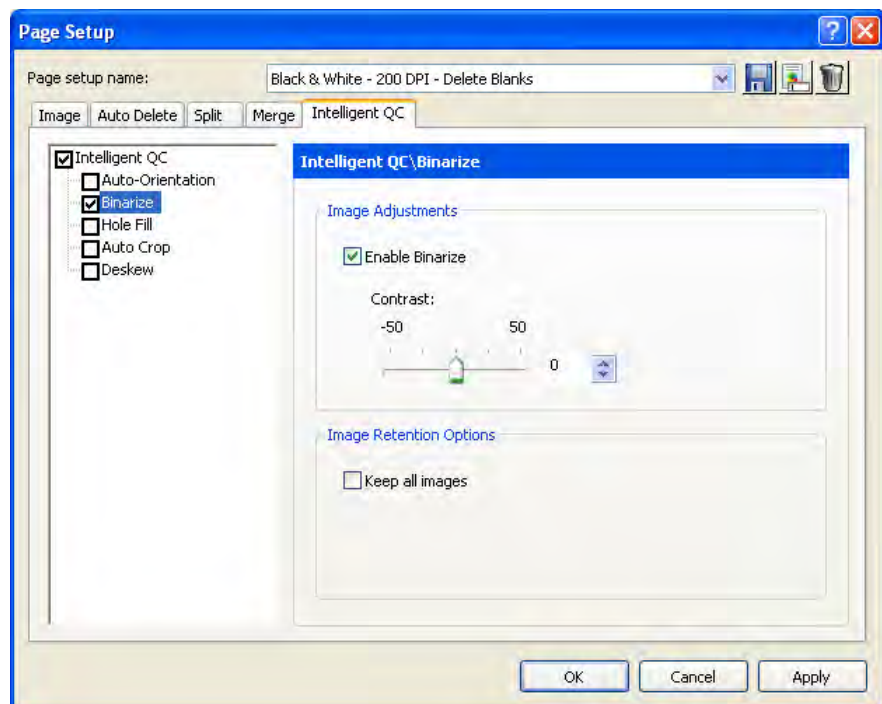 Page Setup
Page setup name: Black & White - 200 DPI - Delete Blanks
Image Auto Delete Split Merge Intelligent QC
Intelligent QC
Auto-Orientation
Binarize
Hole Fill
Auto Crop
Deskew
Intelligent QC\Binarize
Image Adjustments
Enable Binarize
Contrast:
-50 50
0
Image Retention Options
Keep all images
OK Cancel Apply